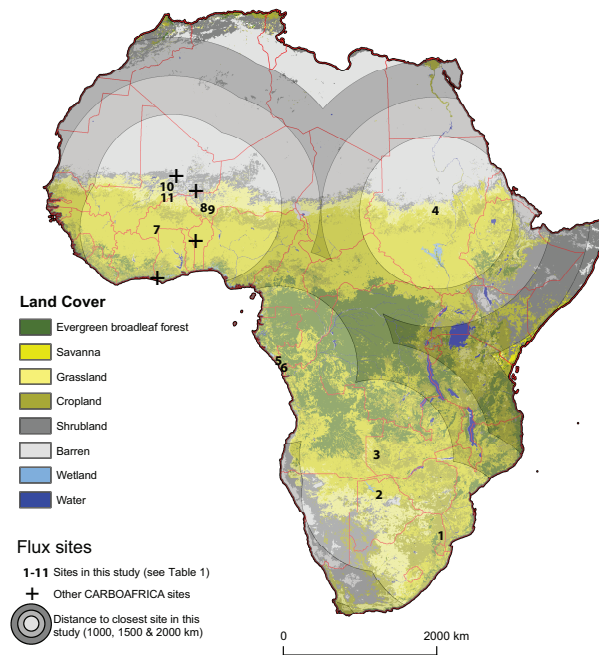 10
11
89
7
4
5
6
3
2
1
Land Cover
Evergreen broadleaf forest
Savanna
Grassland
Cropland
Shrubland
Barren
Wetland
Water
Flux sites
1-11 Sites in this study (see Table 1)
Other CARBOAFRICA sites
Distance to closest site in this
study (1000, 1500 & 2000 km)
0 2000 km